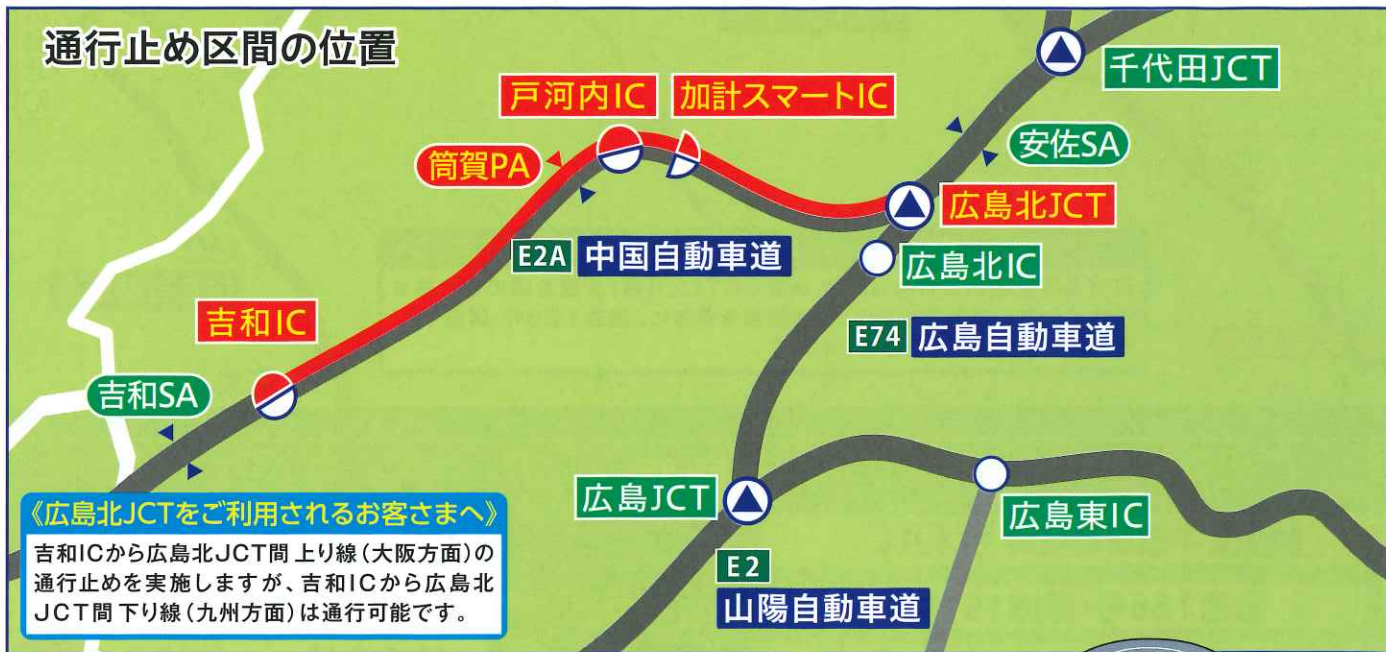 通行止め区間の位置
千代田JCT
戸河内IC
加計スマートIC
安佐SA
筒賀PA
広島北JCT
E2A 中国自動車道
広島北IC
吉和IC
E74 広島自動車道
吉和SA
広島JCT
広島東IC
《広島北JCTをご利用されるお客さまへ》
吉和ICから広島北JCT間 上り線(大阪方面)の
通行止めを実施しますが、吉和ICから広島北
JCT間 下り線(九州方面)は通行可能です。
E2
山陽自動車道